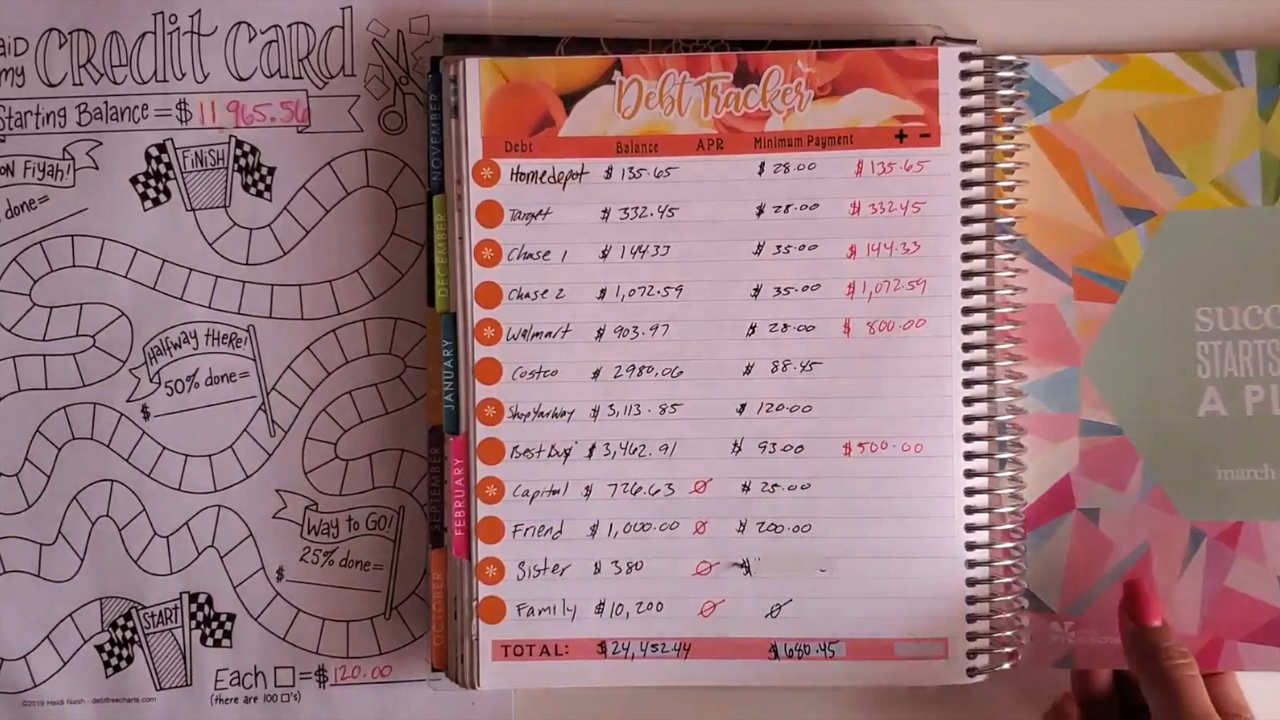 PAID
my
CREDIT CARD
Starting Balance = $ 11 965.56
FINISH
ON Fiyah!
done=
Halfway tHeRe!
50% done=
$
Way to GO!
25% done=
$
START
Each □ = $ 120.00
(there are 100 □'s)
©2019 Heidi Nash - debtfreecharts.com
NOVEMBER
DECEMBER
JANUARY
SEPTEMBER
FEBRUARY
OCTOBER
Debt Tracker
Debt Balance APR Minimum Payment + -
Homedepot $ 135.65 $ 28.00 $ 135.65
Target $ 332.45 $ 28.00 $ 332.45
Chase 1 $ 144.33 $ 35.00 $ 144.33
Chase 2 $ 1,072.59 $ 35.00 $ 1,072.59
Walmart $ 903.97 $ 28.00 $ 800.00
Costco $ 2980.06 $ 88.45
ShopYourWay $ 3,113.85 $ 120.00
Best Buy $ 3,462.91 $ 93.00 $500.00
Capital $ 726.63 Ø $ 25.00
Friend $ 1,000.00 Ø $ 200.00
Sister $ 380 Ø $
Family $10,200 Ø Ø
TOTAL: $24,452.44 $680.45
SUCC
STARTS
A P
march